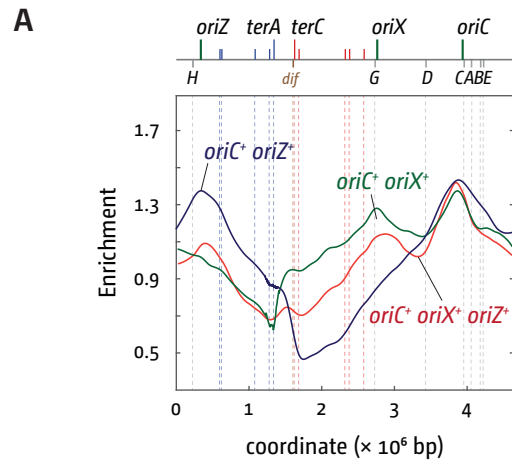 A
oriZ terA terC oriX oriC
H dif G D CABE
1.7
1.3
0.9
0.5
Enrichment
oriC+ oriZ+
oriC+ oriX+
oriC+ oriX+ oriZ+
0 1 2 3 4
coordinate (× 10⁶ bp)